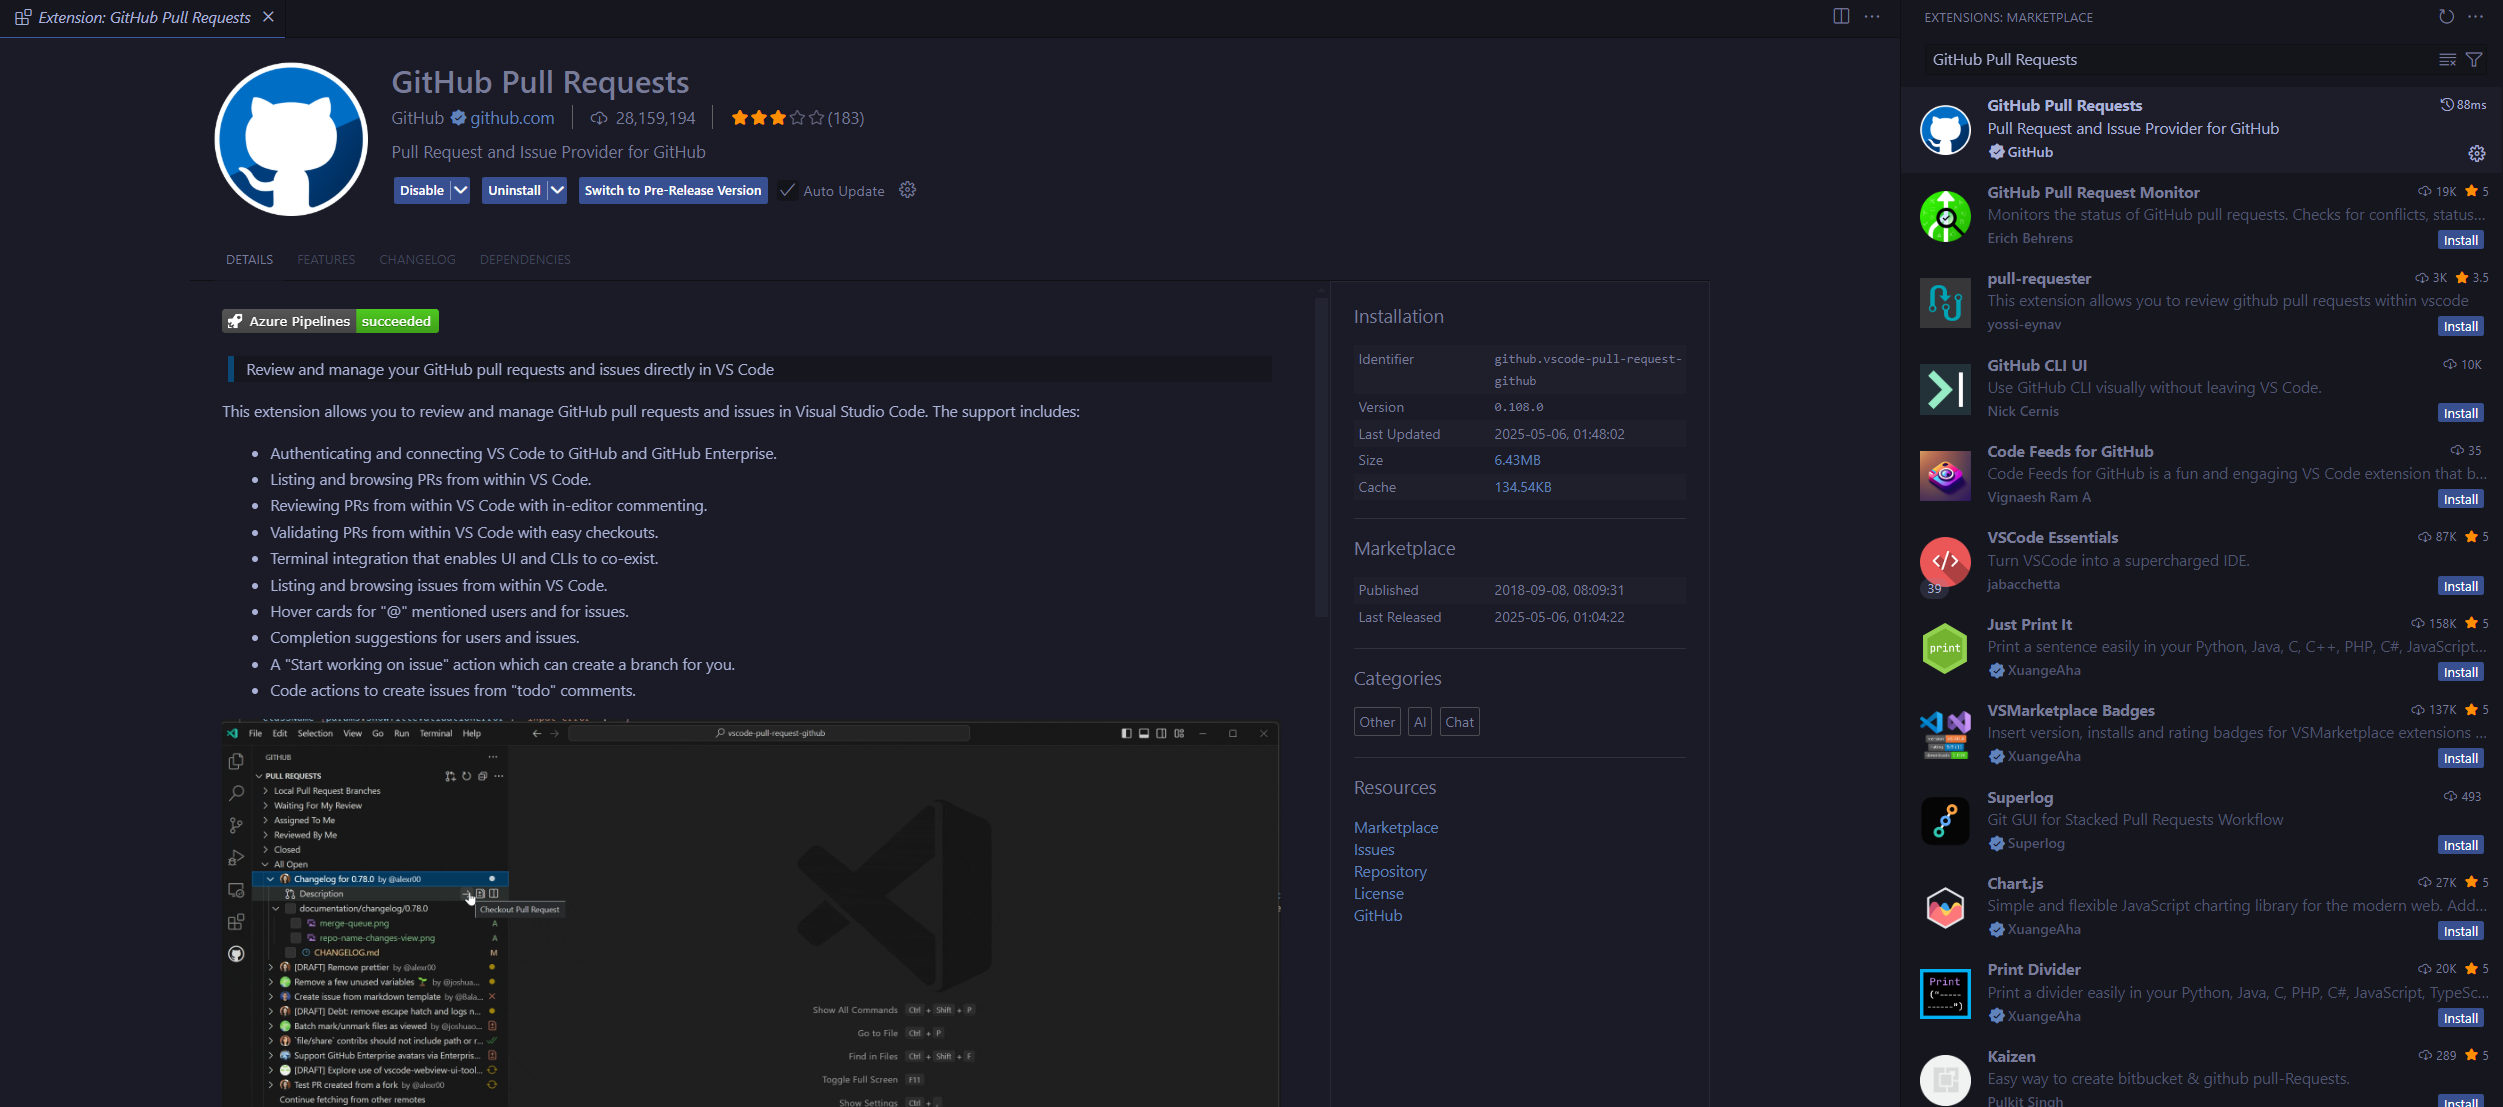 Extension: GitHub Pull Requests
GitHub Pull Requests
GitHub github.com 28,159,194 (183)
Pull Request and Issue Provider for GitHub
Disable Uninstall Switch to Pre-Release Version Auto Update
DETAILS FEATURES CHANGELOG DEPENDENCIES
Azure Pipelines succeeded
Review and manage your GitHub pull requests and issues directly in VS Code
This extension allows you to review and manage GitHub pull requests and issues in Visual Studio Code. The support includes:
Authenticating and connecting VS Code to GitHub and GitHub Enterprise.
Listing and browsing PRs from within VS Code.
Reviewing PRs from within VS Code with in-editor commenting.
Validating PRs from within VS Code with easy checkouts.
Terminal integration that enables UI and CLIs to co-exist.
Listing and browsing issues from within VS Code.
Hover cards for "@" mentioned users and for issues.
Completion suggestions for users and issues.
A "Start working on issue" action which can create a branch for you.
Code actions to create issues from "todo" comments.
File Edit Selection View Go Run Terminal Help
vscode-pull-request-github
GITHUB
PULL REQUESTS
Local Pull Request Branches
Waiting For My Review
Assigned To Me
Reviewed By Me
Closed
All Open
Changelog for 0.78.0 by @alexr00
Description
Checkout Pull Request
documentation/changelog/0.78.0
merge-queue.png A
repo-name-changes-view.png A
CHANGELOG.md M
[DRAFT] Remove prettier by @alexr00
Remove a few unused variables by @joshua...
Create issue from markdown template by @8ala...
[DRAFT] Debt: remove escape hatch and logs n...
Batch mark/unmark files as viewed by @joshuao...
`file/share` contribs should not include path or r...
Support GitHub Enterprise avatars via Enterpris...
[DRAFT] Explore use of vscode-webview-ui-tool...
Test PR created from a fork by @alexr00
Continue fetching from other remotes
Show All Commands Ctrl + Shift + P
Go to File Ctrl + P
Find in Files Ctrl + Shift + F
Toggle Full Screen F11
Show Settings Ctrl + ,
Installation
Identifier github.vscode-pull-request-
github
Version 0.108.0
Last Updated 2025-05-06, 01:48:02
Size 6.43MB
Cache 134.54KB
Marketplace
Published 2018-09-08, 08:09:31
Last Released 2025-05-06, 01:04:22
Categories
Other AI Chat
Resources
Marketplace
Issues
Repository
License
GitHub
EXTENSIONS: MARKETPLACE
GitHub Pull Requests
GitHub Pull Requests 88ms
Pull Request and Issue Provider for GitHub
GitHub
GitHub Pull Request Monitor 19K 5
Monitors the status of GitHub pull requests. Checks for conflicts, status...
Erich Behrens Install
pull-requester 3K 3.5
This extension allows you to review github pull requests within vscode
yossi-eynav Install
GitHub CLI UI 10K
Use GitHub CLI visually without leaving VS Code.
Nick Cernis Install
Code Feeds for GitHub 35
Code Feeds for GitHub is a fun and engaging VS Code extension that b...
Vignaesh Ram A Install
VSCode Essentials 87K 5
Turn VSCode into a supercharged IDE.
39 jabacchetta Install
Just Print It 158K 5
print Print a sentence easily in your Python, Java, C, C++, PHP, C#, JavaScript...
XuangeAha Install
VSMarketplace Badges 137K 5
Insert version, installs and rating badges for VSMarketplace extensions ...
XuangeAha Install
Superlog 493
Git GUI for Stacked Pull Requests Workflow
Superlog Install
Chart.js 27K 5
Simple and flexible JavaScript charting library for the modern web. Add...
XuangeAha Install
Print Divider 20K 5
Print
("-----
-----")
Print a divider easily in your Python, Java, C, PHP, C#, JavaScript, TypeSc...
XuangeAha Install
Kaizen 289 5
Easy way to create bitbucket & github pull-Requests.
Pulkit Singh Install